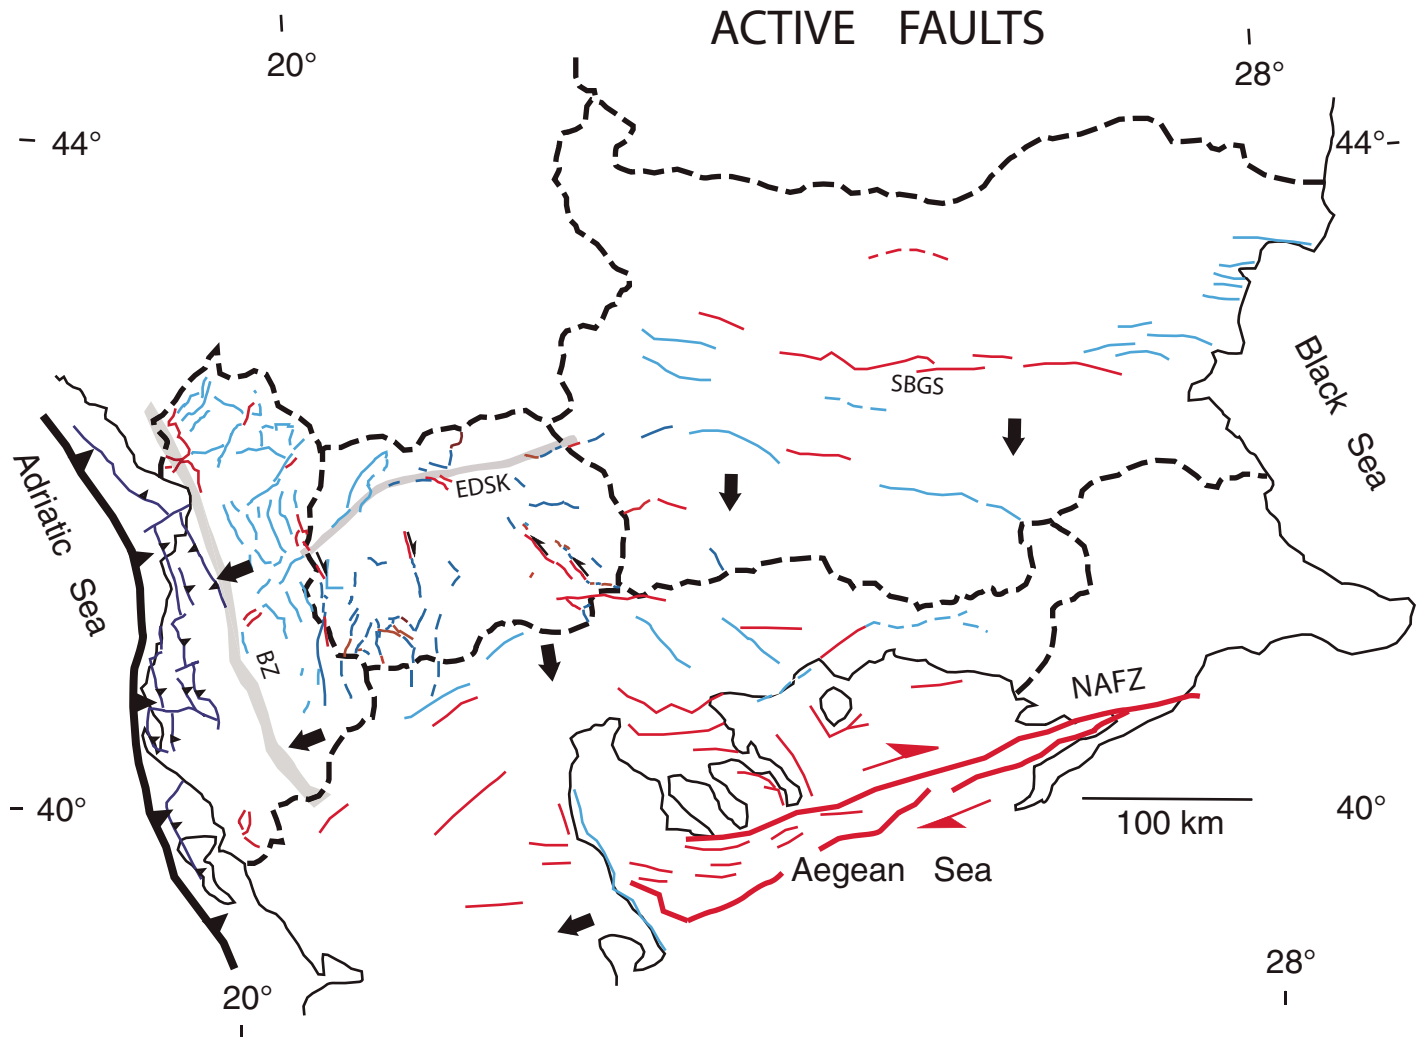 ACTIVE FAULTS
20°
28°
44°
44°
SBGS
Black Sea
Adriatic Sea
EDSK
BZ
NAFZ
40°
40°
100 km
Aegean Sea
28°
20°